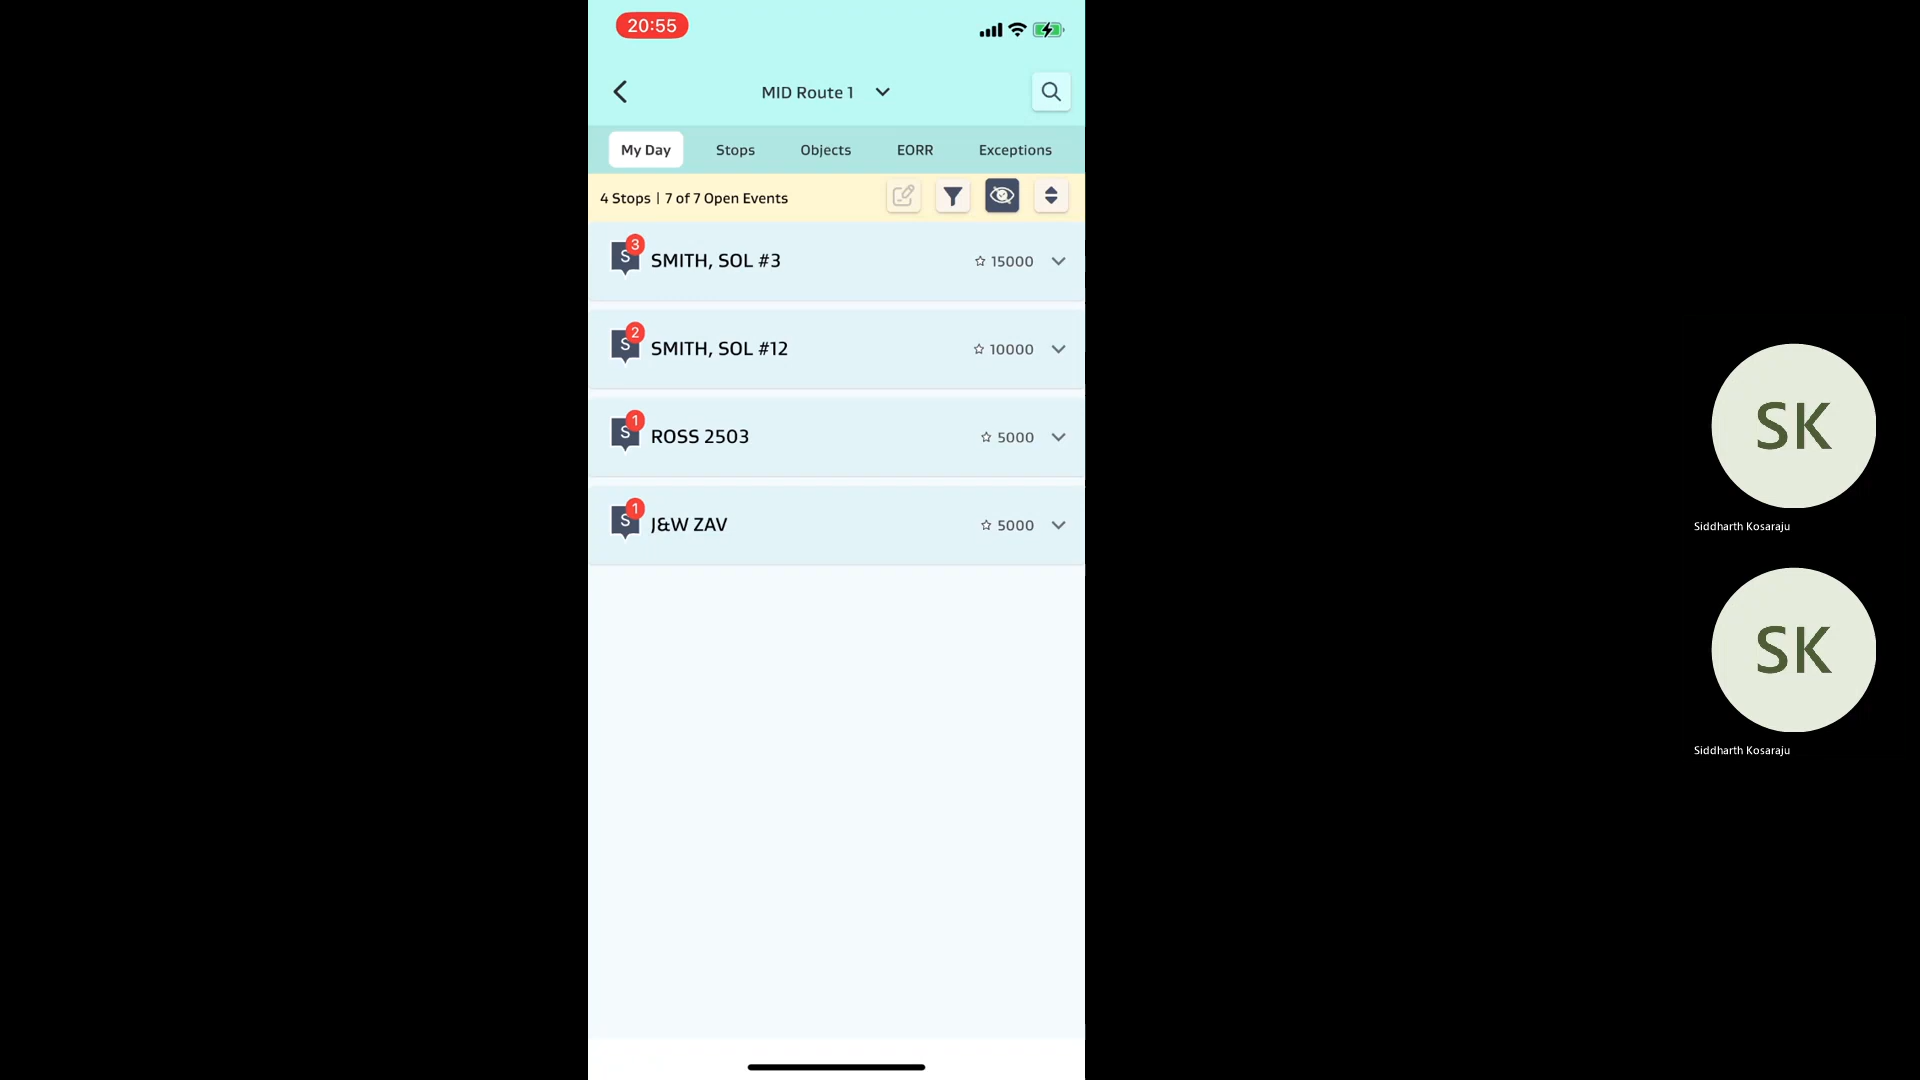 20:55
MID Route 1
My Day Stops Objects EORR Exceptions
4 Stops | 7 of 7 Open Events
S 3 SMITH, SOL #3 15000
S 2 SMITH, SOL #12 10000
S 1 ROSS 2503 5000
S 1 J&W ZAV 5000
SK
Siddharth Kosaraju
SK
Siddharth Kosaraju